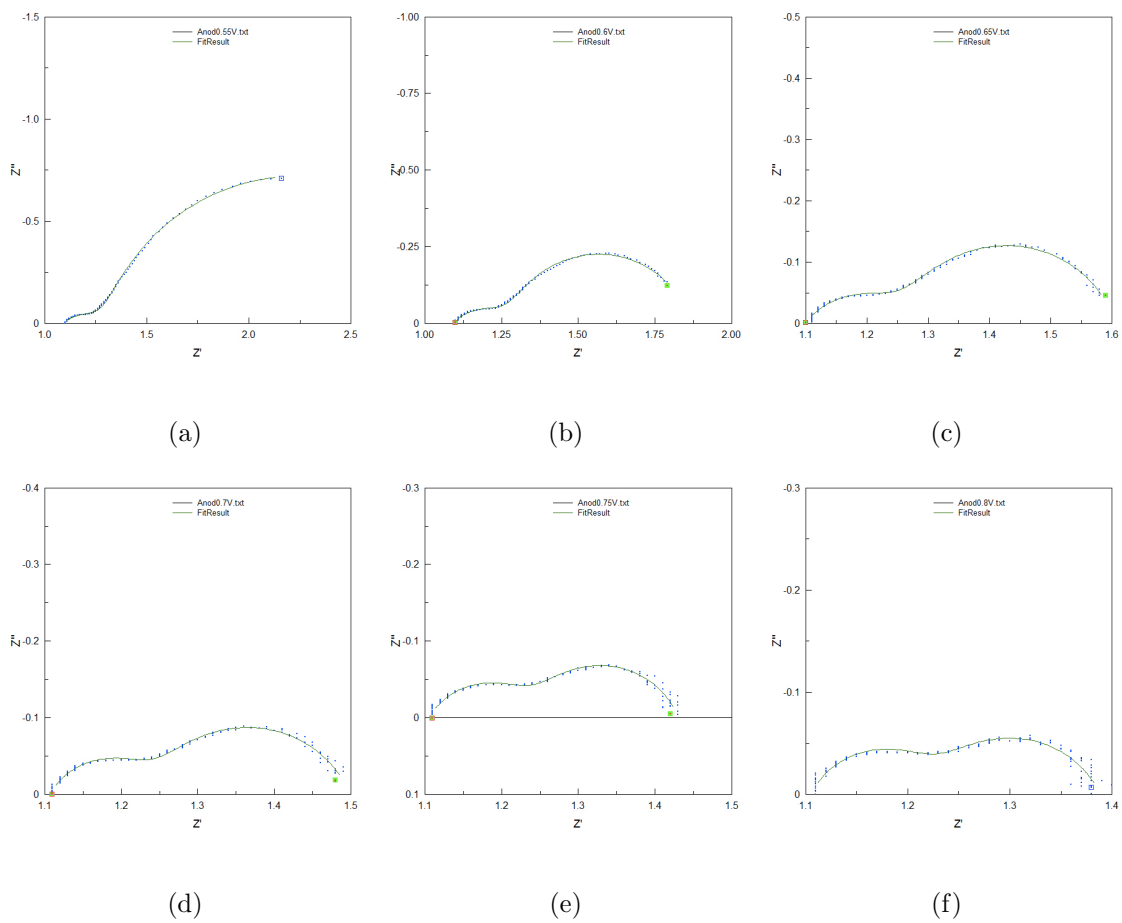 -1.5
Anod0.55V.txt
FitResult
-1.0
Z"
-0.5
0
1.0 1.5 2.0 2.5
Z'
(a)
-1.00
Anod0.6V.txt
FitResult
-0.75
Z"
-0.50
-0.25
0
1.00 1.25 1.50 1.75 2.00
Z'
(b)
-0.5
Anod0.65V.txt
FitResult
-0.4
-0.3
Z"
-0.2
-0.1
0
1.1 1.2 1.3 1.4 1.5 1.6
Z'
(c)
-0.4
Anod0.7V.txt
FitResult
-0.3
Z"
-0.2
-0.1
0
1.1 1.2 1.3 1.4 1.5
Z'
(d)
-0.3
Anod0.75V.txt
FitResult
-0.2
Z"
-0.1
0
0.1
1.1 1.2 1.3 1.4 1.5
Z'
(e)
-0.3
Anod0.8V.txt
FitResult
-0.2
Z"
-0.1
0
1.1 1.2 1.3 1.4
Z'
(f)